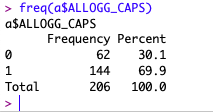 > freq(a$ALLOGG_CAPS)
a$ALLOGG_CAPS
Frequency Percent
0 62 30.1
1 144 69.9
Total 206 100.0
>